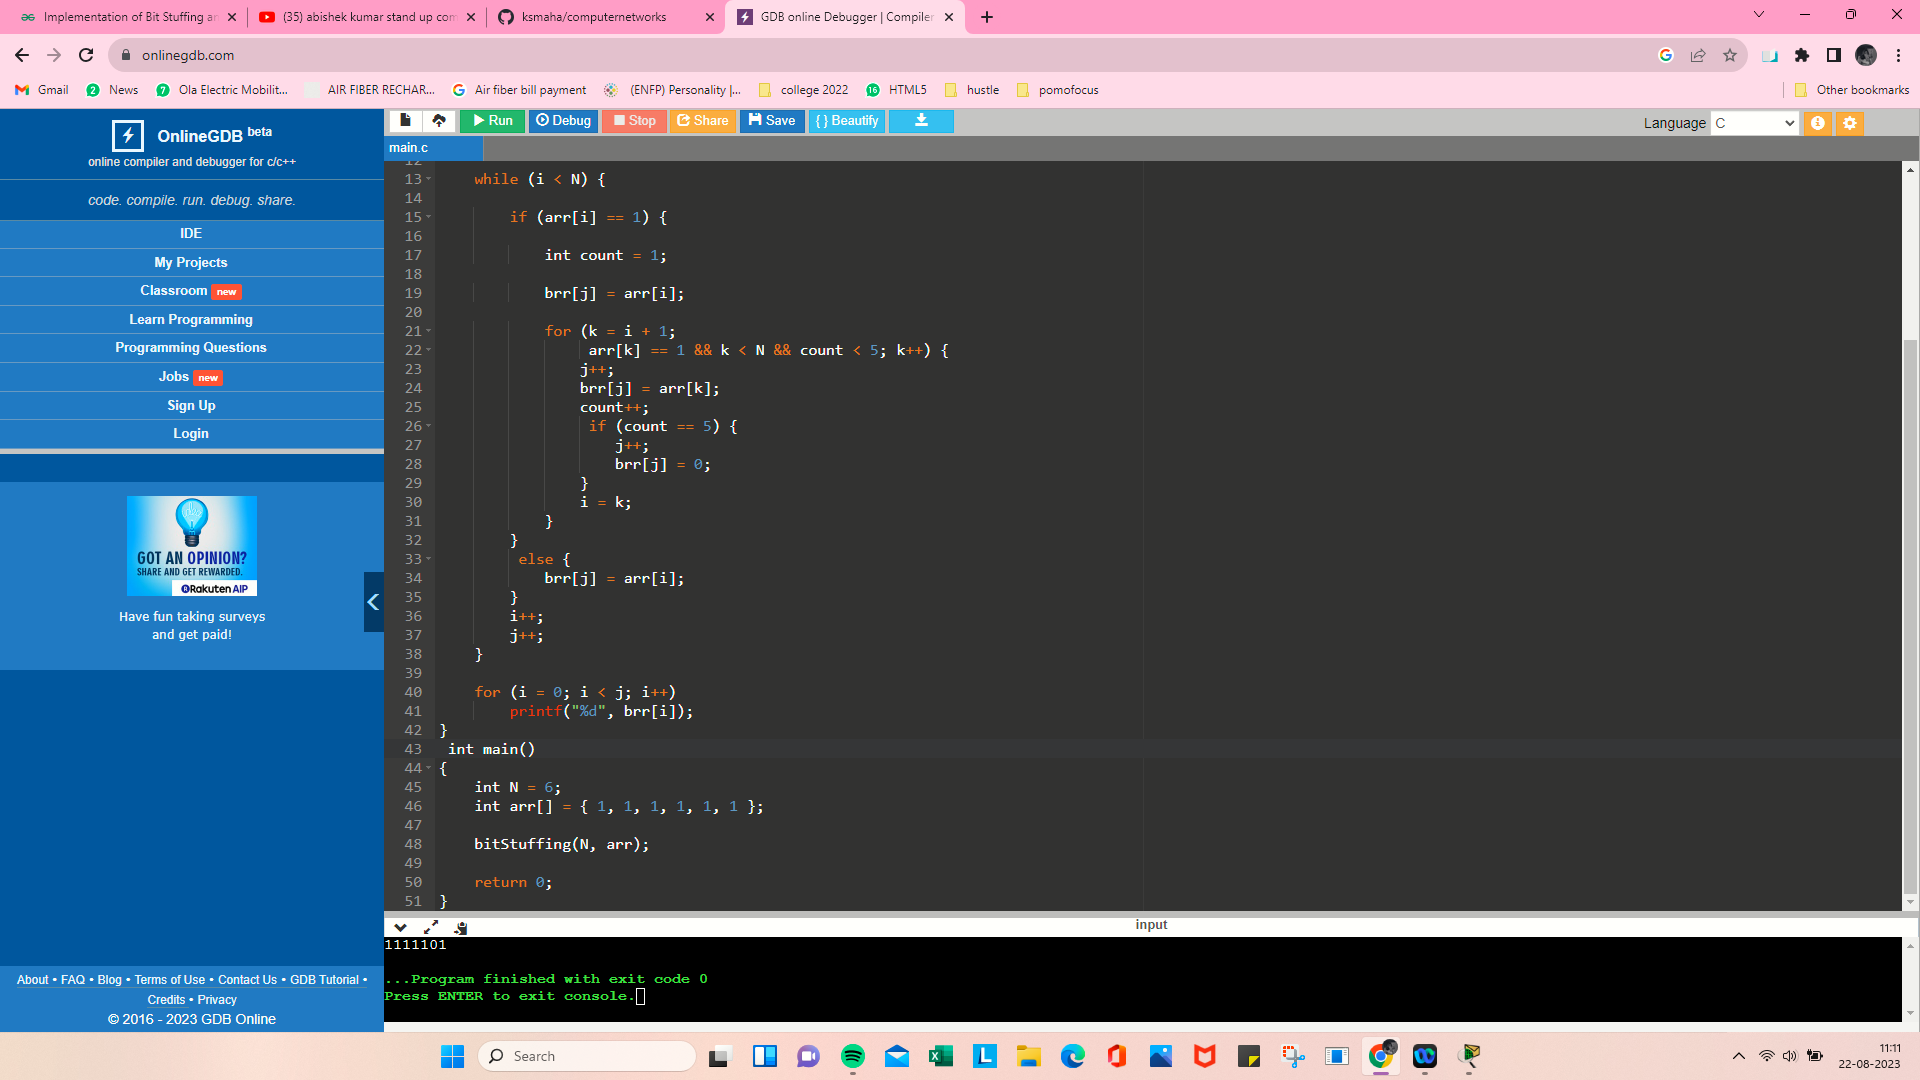 Implementation of Bit Stuffing an
(35) abishek kumar stand up com
ksmaha/computernetworks
GDB online Debugger | Compiler
onlinegdb.com
Gmail
2 News
7 Ola Electric Mobilit...
AIR FIBER RECHAR...
Air fiber bill payment
(ENFP) Personality |...
college 2022
16 HTML5
hustle
pomofocus
Other bookmarks
OnlineGDB beta
online compiler and debugger for c/c++
code. compile. run. debug. share.
IDE
My Projects
Classroom new
Learn Programming
Programming Questions
Jobs new
Sign Up
Login
GOT AN OPINION?
SHARE AND GET REWARDED.
Rakuten AIP
Have fun taking surveys
and get paid!
About • FAQ • Blog • Terms of Use • Contact Us • GDB Tutorial •
Credits • Privacy
© 2016 - 2023 GDB Online
Run Debug Stop Share Save { } Beautify
Language C
main.c
12
13 while (i < N) {
14
15 if (arr[i] == 1) {
16
17 int count = 1;
18
19 brr[j] = arr[i];
20
21 for (k = i + 1;
22 arr[k] == 1 && k < N && count < 5; k++) {
23 j++;
24 brr[j] = arr[k];
25 count++;
26 if (count == 5) {
27 j++;
28 brr[j] = 0;
29 }
30 i = k;
31 }
32 }
33 else {
34 brr[j] = arr[i];
35 }
36 i++;
37 j++;
38 }
39
40 for (i = 0; i < j; i++)
41 printf("%d", brr[i]);
42 }
43 int main()
44 {
45 int N = 6;
46 int arr[] = { 1, 1, 1, 1, 1, 1 };
47
48 bitStuffing(N, arr);
49
50 return 0;
51 }
input
1111101
...Program finished with exit code 0
Press ENTER to exit console.
Search
11:11
22-08-2023